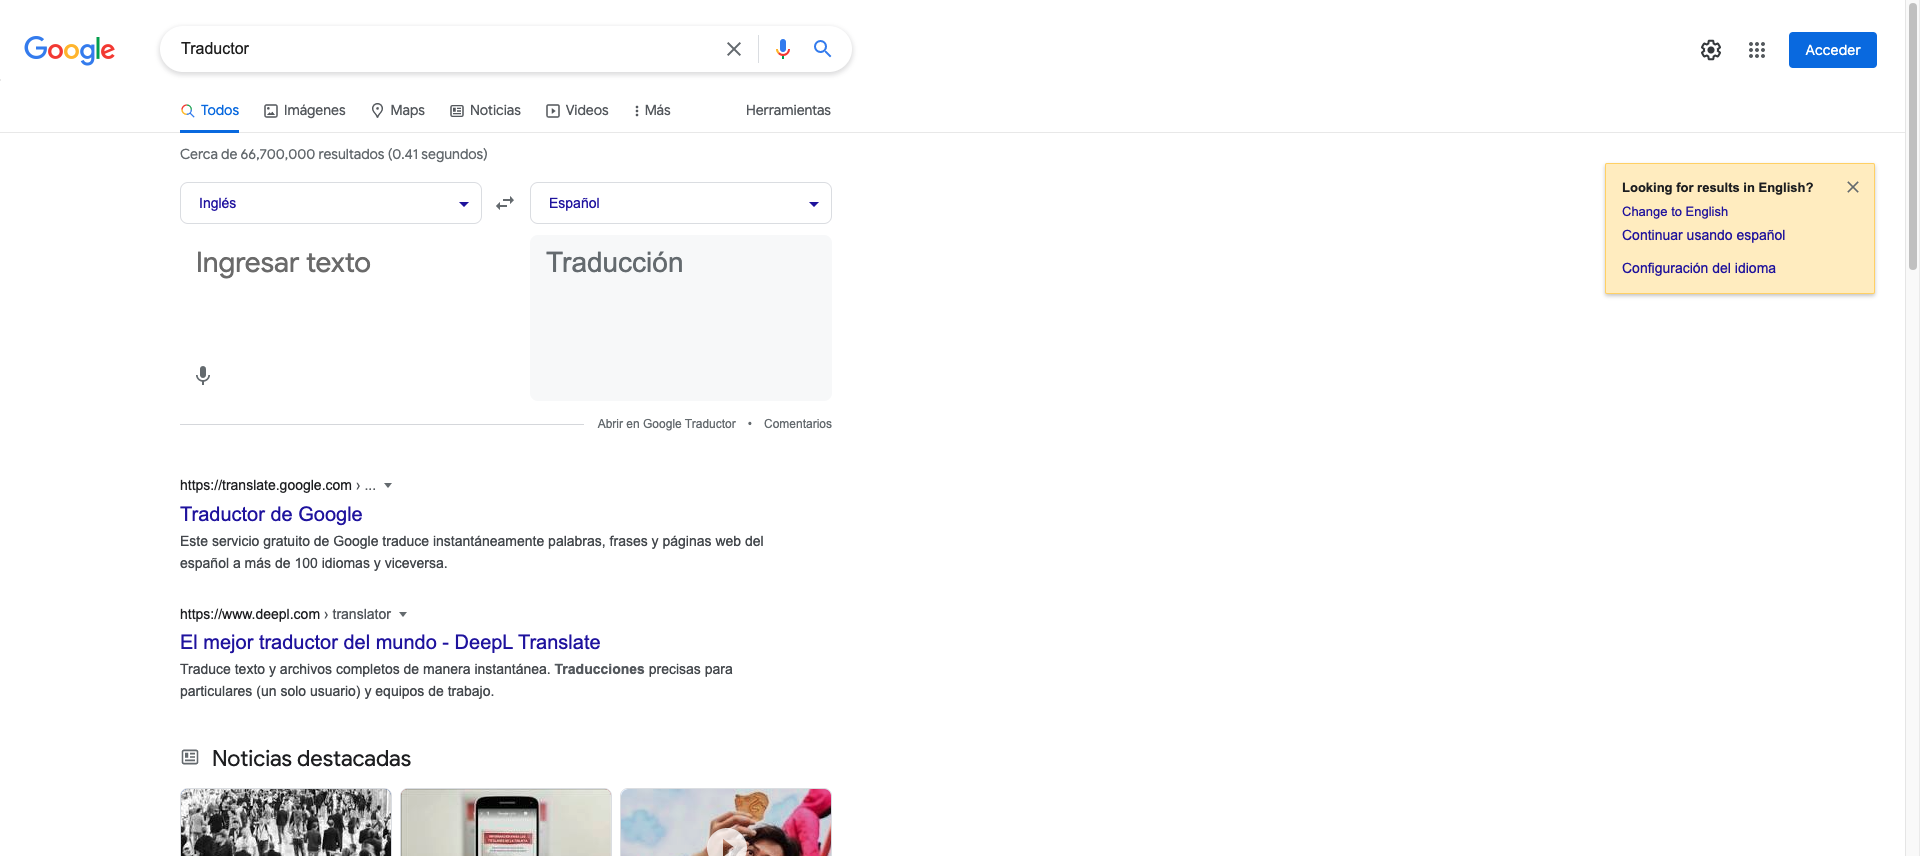 Google
Traductor
Acceder
Todos
Imágenes
Maps
Noticias
Videos
Más
Herramientas
Cerca de 66,700,000 resultados (0.41 segundos)
Looking for results in English?
Change to English
Continuar usando español
Configuración del idioma
Inglés
Español
Ingresar texto
Traducción
Abrir en Google Traductor • Comentarios
https://translate.google.com › ...
Traductor de Google
Este servicio gratuito de Google traduce instantáneamente palabras, frases y páginas web del
español a más de 100 idiomas y viceversa.
https://www.deepl.com › translator
El mejor traductor del mundo - DeepL Translate
Traduce texto y archivos completos de manera instantánea. Traducciones precisas para
particulares (un solo usuario) y equipos de trabajo.
Noticias destacadas